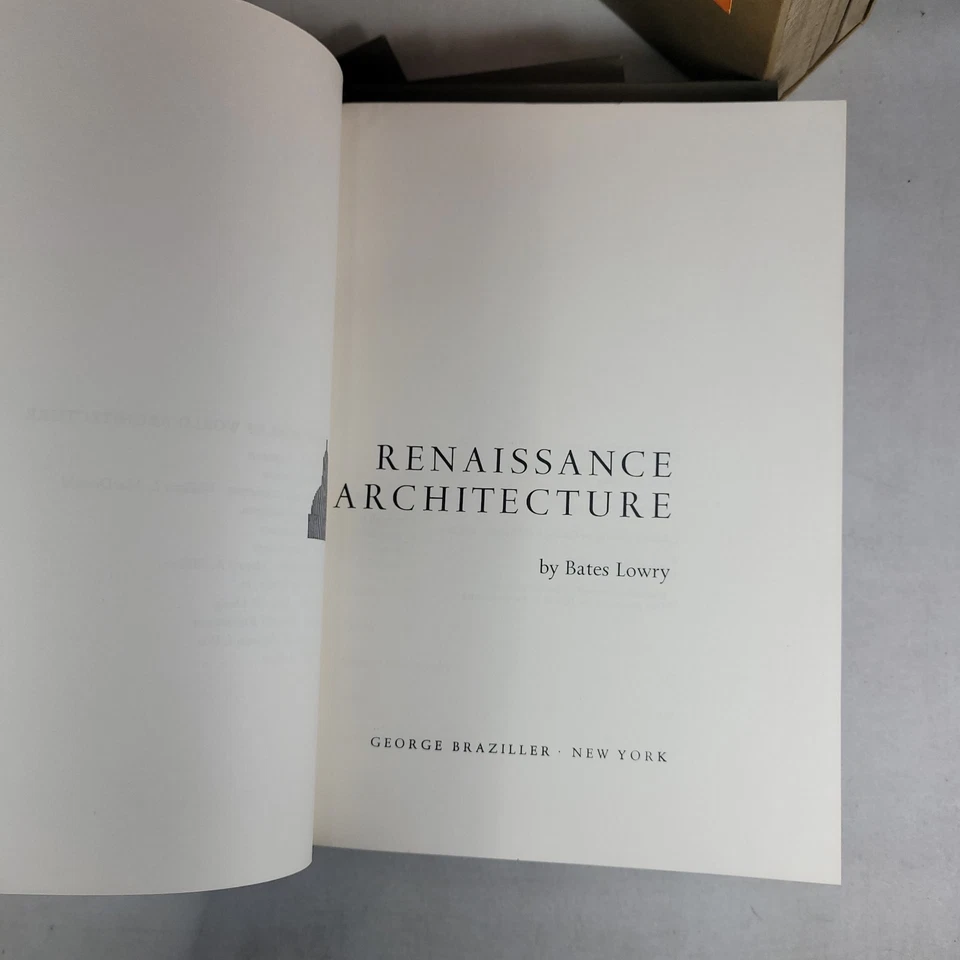 RENAISSANCE
ARCHITECTURE
by Bates Lowry
GEORGE BRAZILLER · NEW YORK